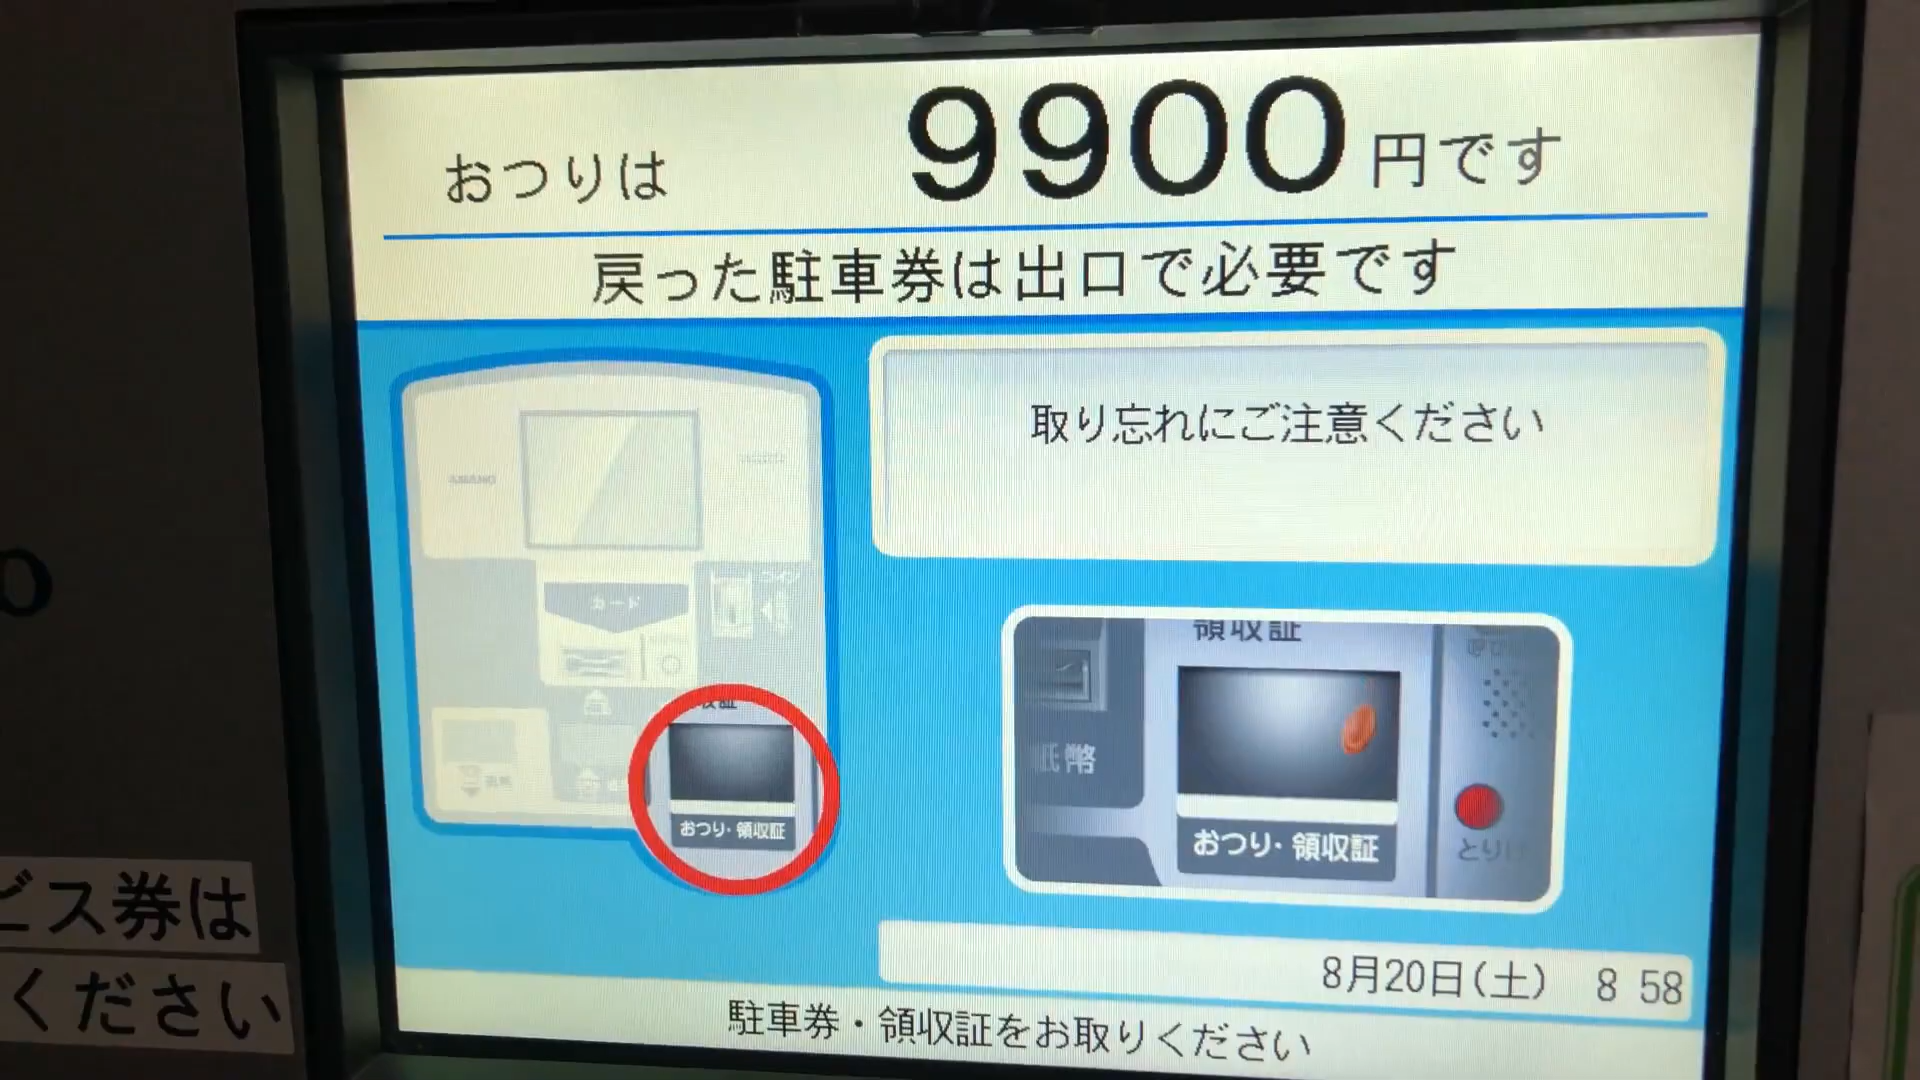 おつりは 9900 円です
戻った駐車券は出口で必要です
取り忘れにご注意ください
AMANO
カード
コイン
おつり・領収証
領収証
紙幣
おつり・領収証
8月20日(土) 8 58
駐車券・領収証をお取りください
ビス券は
ください